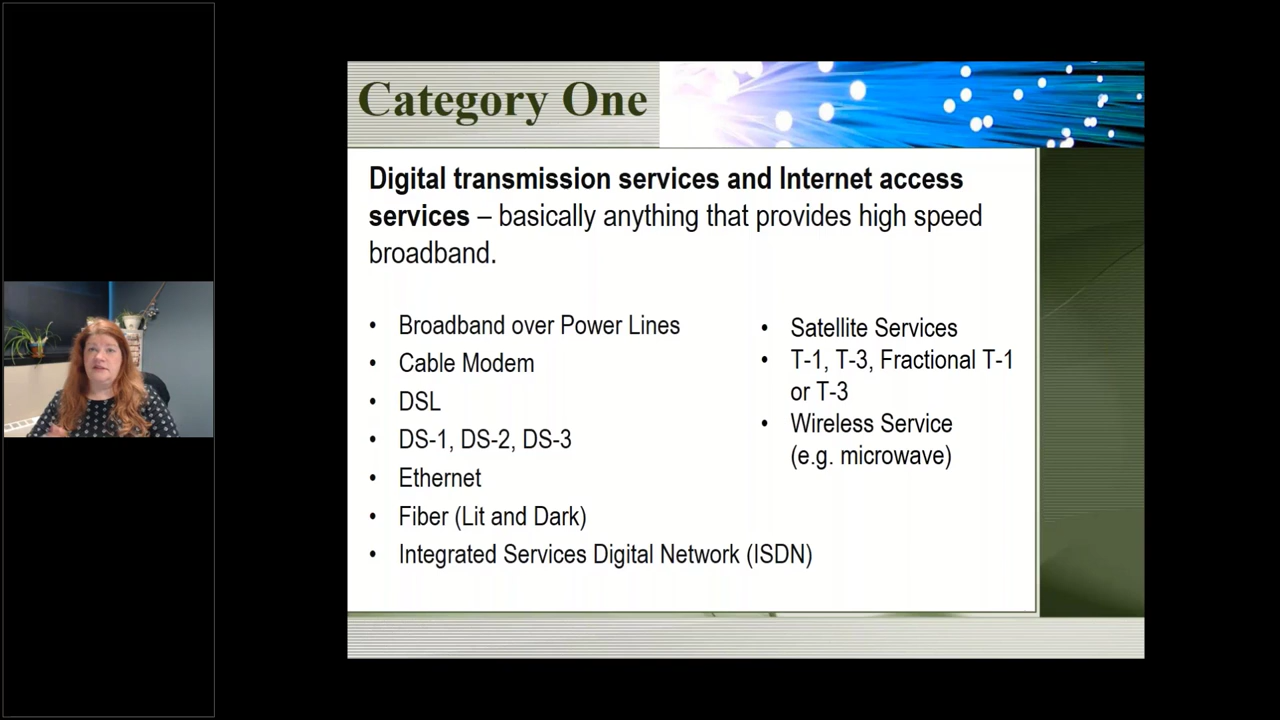 Category One
Digital transmission services and Internet access
services – basically anything that provides high speed
broadband.
• Broadband over Power Lines
• Cable Modem
• DSL
• DS-1, DS-2, DS-3
• Ethernet
• Fiber (Lit and Dark)
• Integrated Services Digital Network (ISDN)
• Satellite Services
• T-1, T-3, Fractional T-1
or T-3
• Wireless Service
(e.g. microwave)